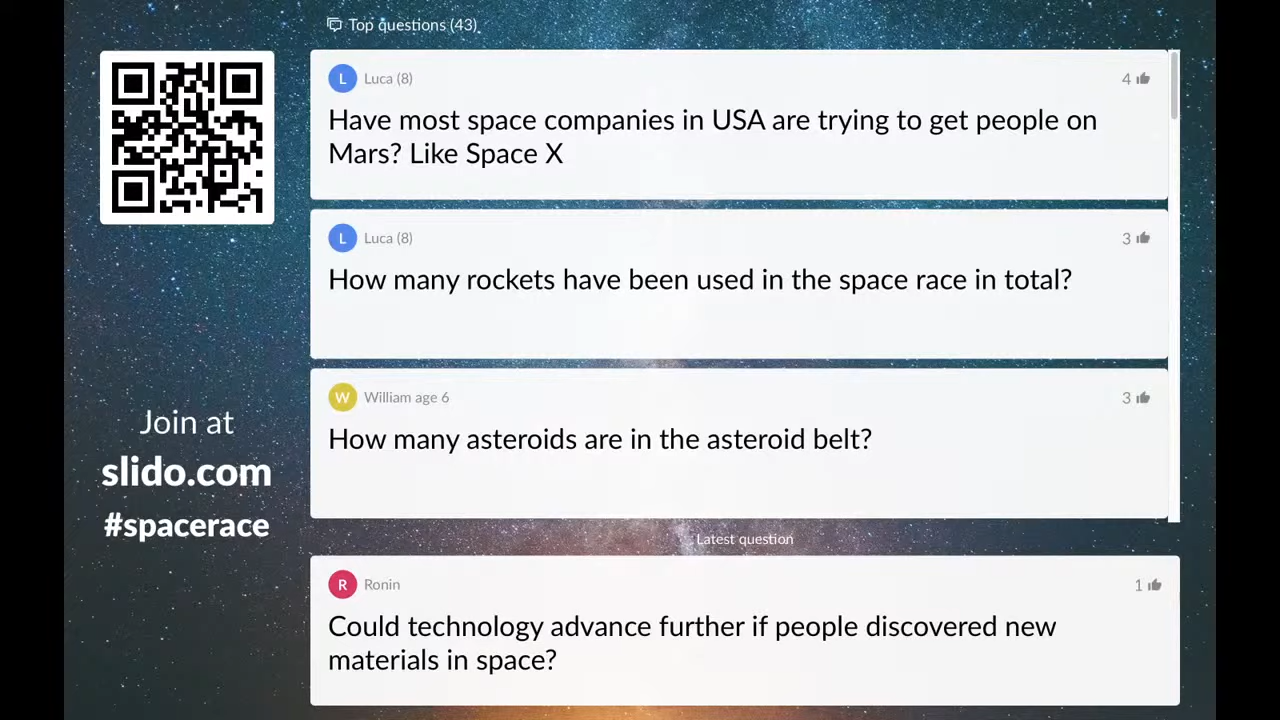 Top questions (43)
L Luca (8) 4
Have most space companies in USA are trying to get people on
Mars? Like Space X
L Luca (8) 3
How many rockets have been used in the space race in total?
W William age 6 3
How many asteroids are in the asteroid belt?
Join at
slido.com
#spacerace
Latest question
R Ronin 1
Could technology advance further if people discovered new
materials in space?